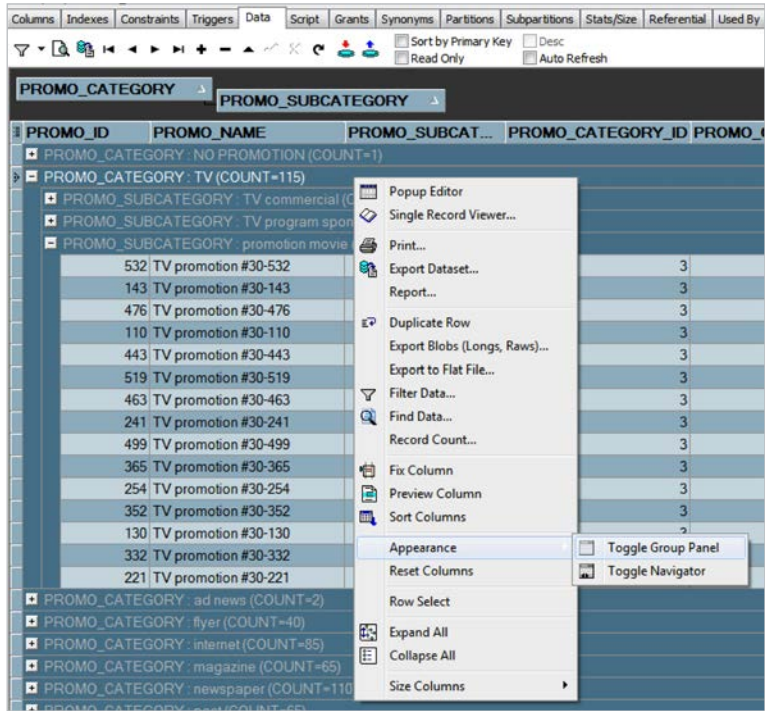 Columns Indexes Constraints Triggers Data Script Grants Synonyms Partitions Subpartitions Stats/Size Referential Used By
Sort by Primary Key Desc
Read Only Auto Refresh
PROMO_CATEGORY
PROMO_SUBCATEGORY
PROMO_ID PROMO_NAME PROMO_SUBCAT... PROMO_CATEGORY_ID
PROMO_CATEGORY : NO PROMOTION (COUNT=1)
PROMO_CATEGORY : TV (COUNT=115)
PROMO_SUBCATEGORY : TV commercial
PROMO_SUBCATEGORY : TV program
PROMO_SUBCATEGORY : promotion movie
532 TV promotion #30-532 3
143 TV promotion #30-143 3
476 TV promotion #30-476 3
110 TV promotion #30-110 3
443 TV promotion #30-443 3
519 TV promotion #30-519 3
463 TV promotion #30-463 3
241 TV promotion #30-241 3
499 TV promotion #30-499 3
365 TV promotion #30-365 3
254 TV promotion #30-254 3
352 TV promotion #30-352 3
130 TV promotion #30-130
332 TV promotion #30-332
221 TV promotion #30-221
PROMO_CATEGORY : ad news (COUNT=2)
PROMO_CATEGORY : flyer (COUNT=40)
PROMO_CATEGORY : internet (COUNT=85)
PROMO_CATEGORY : magazine (COUNT=65)
PROMO_CATEGORY : newspaper (COUNT=110
Popup Editor
Single Record Viewer...
Print...
Export Dataset...
Report...
Duplicate Row
Export Blobs (Longs, Raws)...
Export to Flat File...
Filter Data...
Find Data...
Record Count...
Fix Column
Preview Column
Sort Columns
Appearance
Reset Columns
Row Select
Expand All
Collapse All
Size Columns
Toggle Group Panel
Toggle Navigator